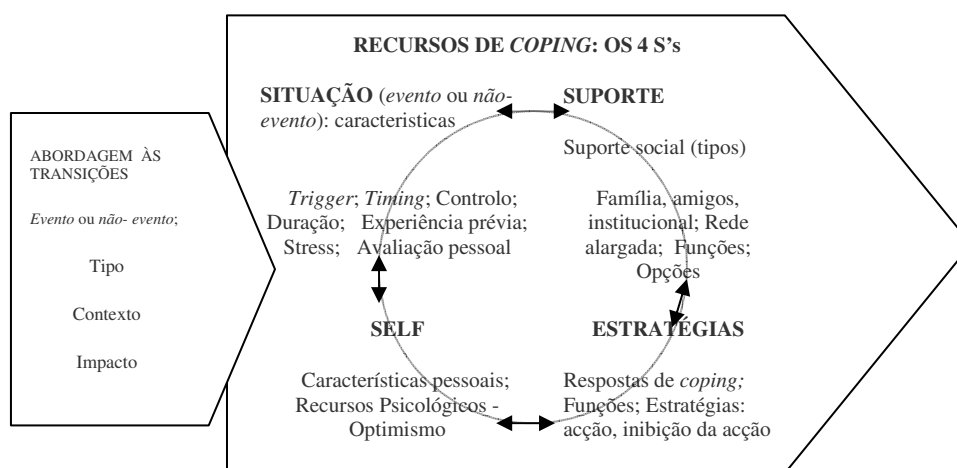 RECURSOS DE COPING: OS 4 S's
ABORDAGEM ÀS
TRANSIÇÕES
Evento ou não- evento;
Tipo
Contexto
Impacto
SITUAÇÃO (evento ou não-
evento): caracteristicas
Trigger; Timing; Controlo;
Duração; Experiência prévia;
Stress; Avaliação pessoal
SUPORTE
Suporte social (tipos)
Família, amigos,
institucional; Rede
alargada; Funções;
Opções
SELF
Características pessoais;
Recursos Psicológicos -
Optimismo
ESTRATÉGIAS
Respostas de coping;
Funções; Estratégias:
acção, inibição da acção